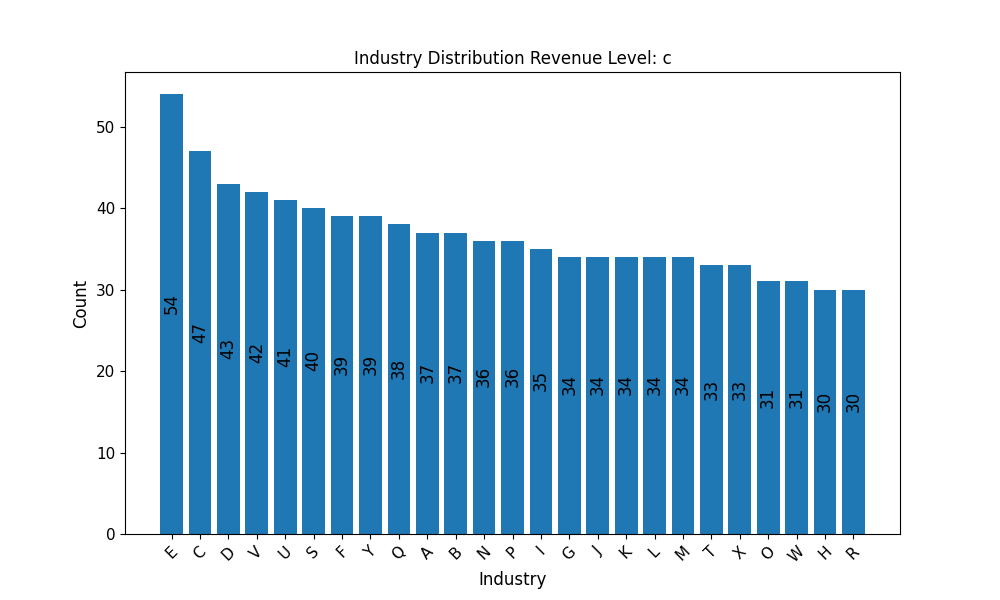 Industry Distribution Revenue Level: c
Count
50
40
30
20
10
0
54 47 43 42 41 40 39 39 38 37 37 36 36 35 34 34 34 34 34 33 33 31 31 30 30
E C D V U S F Y Q A B N P I G J K L M T X O W H R
Industry